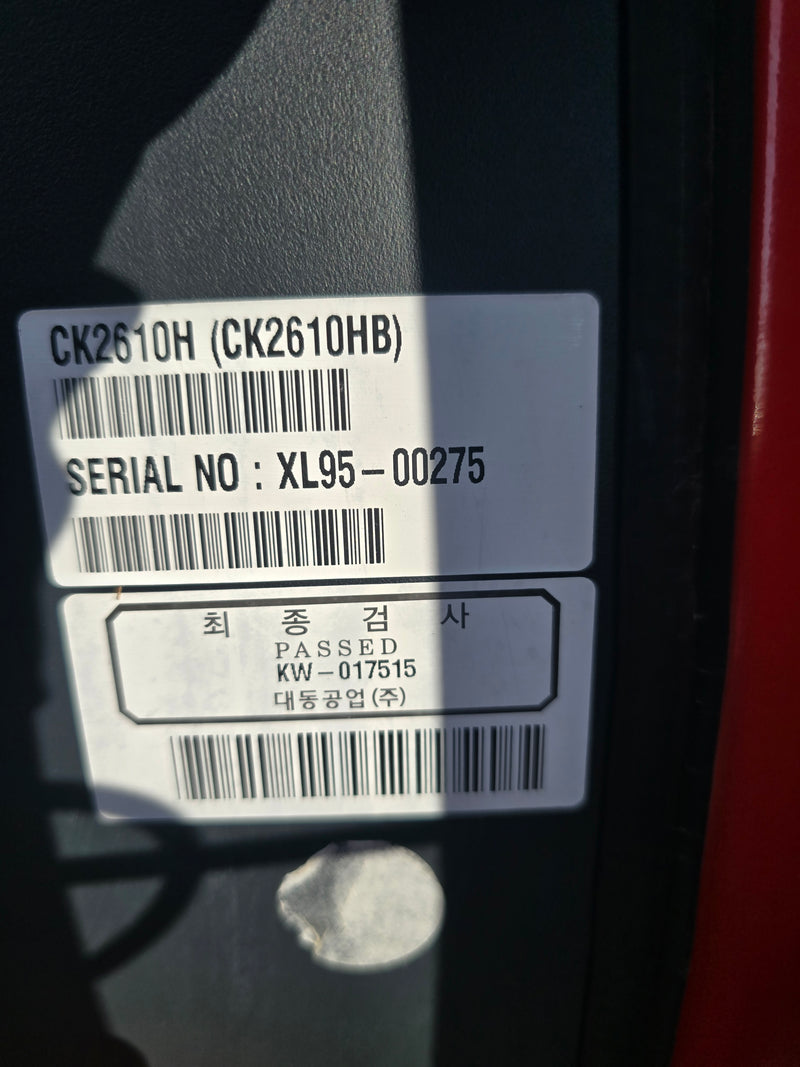 CK2610H (CK2610HB)
SERIAL NO : XL95-00275
최 종 검 사
PASSED
KW-017515
대동공업(주)